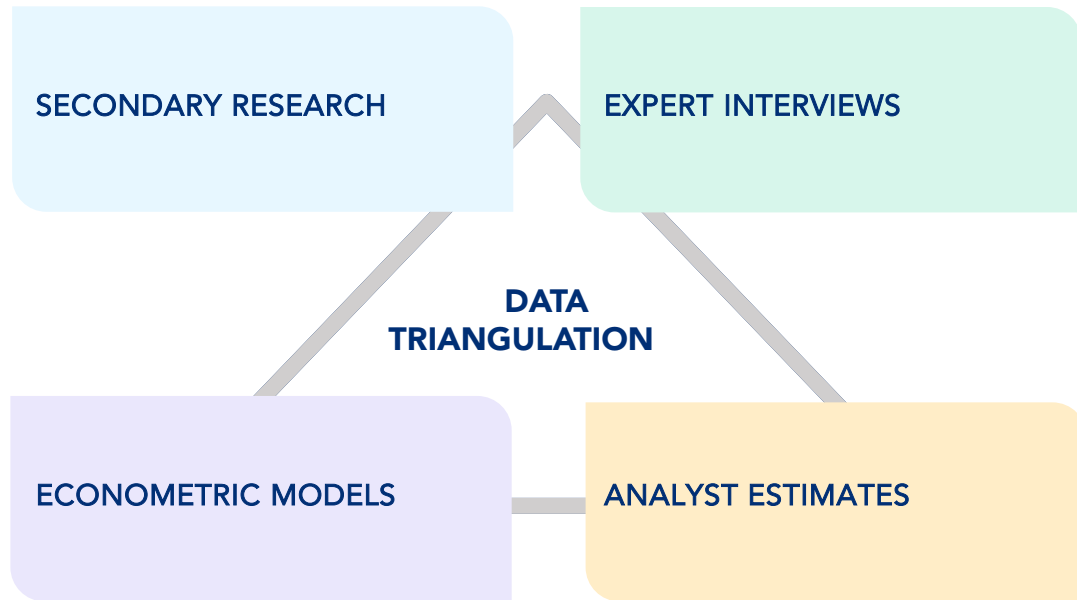 SECONDARY RESEARCH
EXPERT INTERVIEWS
DATA
TRIANGULATION
ECONOMETRIC MODELS
ANALYST ESTIMATES